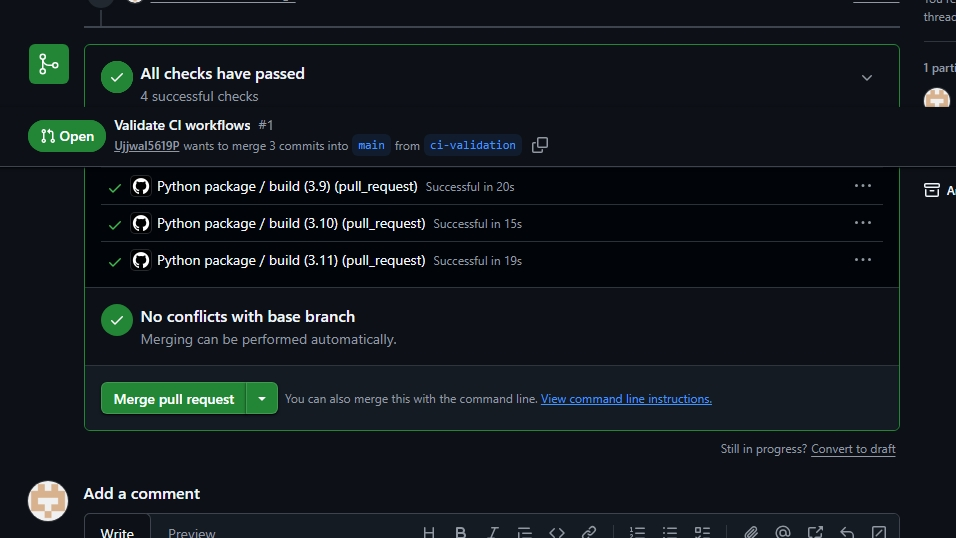 All checks have passed
4 successful checks
Open
Validate CI workflows #1
Ujjwal5619P wants to merge 3 commits into main from ci-validation
Python package / build (3.9) (pull_request) Successful in 20s
Python package / build (3.10) (pull_request) Successful in 15s
Python package / build (3.11) (pull_request) Successful in 19s
No conflicts with base branch
Merging can be performed automatically.
Merge pull request
You can also merge this with the command line. View command line instructions.
Still in progress? Convert to draft
Add a comment
Write Preview
1